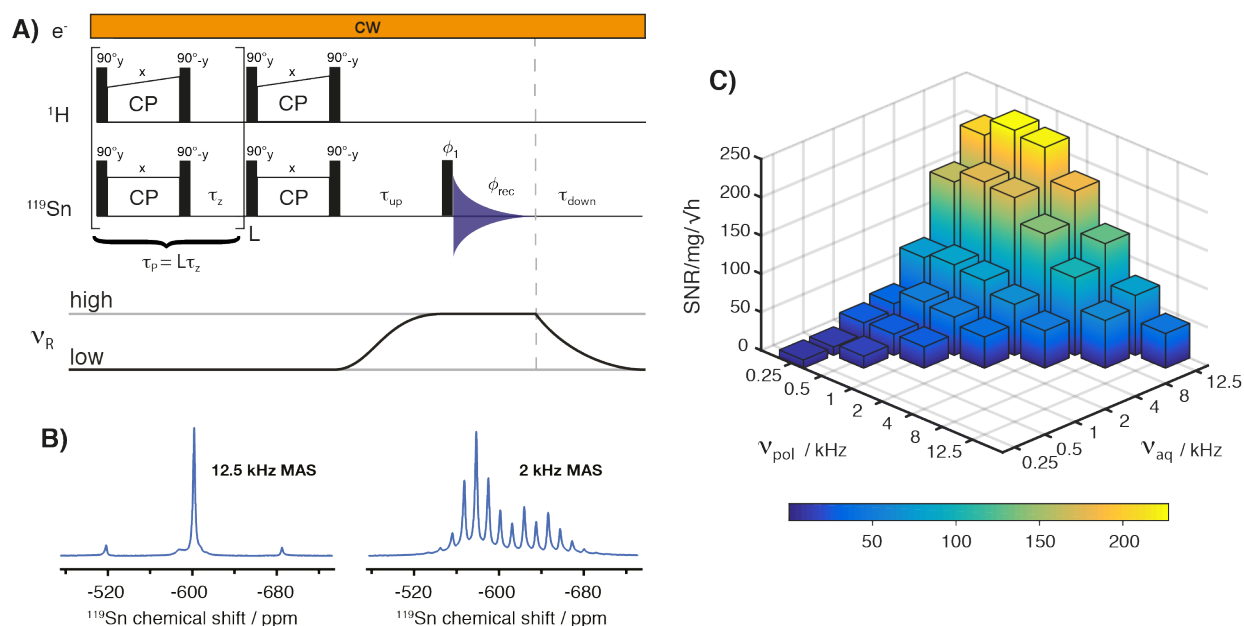 A)
e-
CW
90°y x 90°-y 90°y x 90°-y
CP CP
¹H
90°y x 90°-y 90°y x 90°-y
ϕ₁
CP CP
τz
τup
ϕrec
τdown
¹¹⁹Sn
L
τP = Lτz
high
νR
low
B)
12.5 kHz MAS
2 kHz MAS
-520 -600 -680
-520 -600 -680
¹¹⁹Sn chemical shift / ppm
¹¹⁹Sn chemical shift / ppm
C)
SNR/mg/√h
250
200
150
100
50
0
0.25
0.5
1
2
4
8
12.5
νpol / kHz
0.25
0.5
1
2
4
8
12.5
νaq / kHz
50 100 150 200